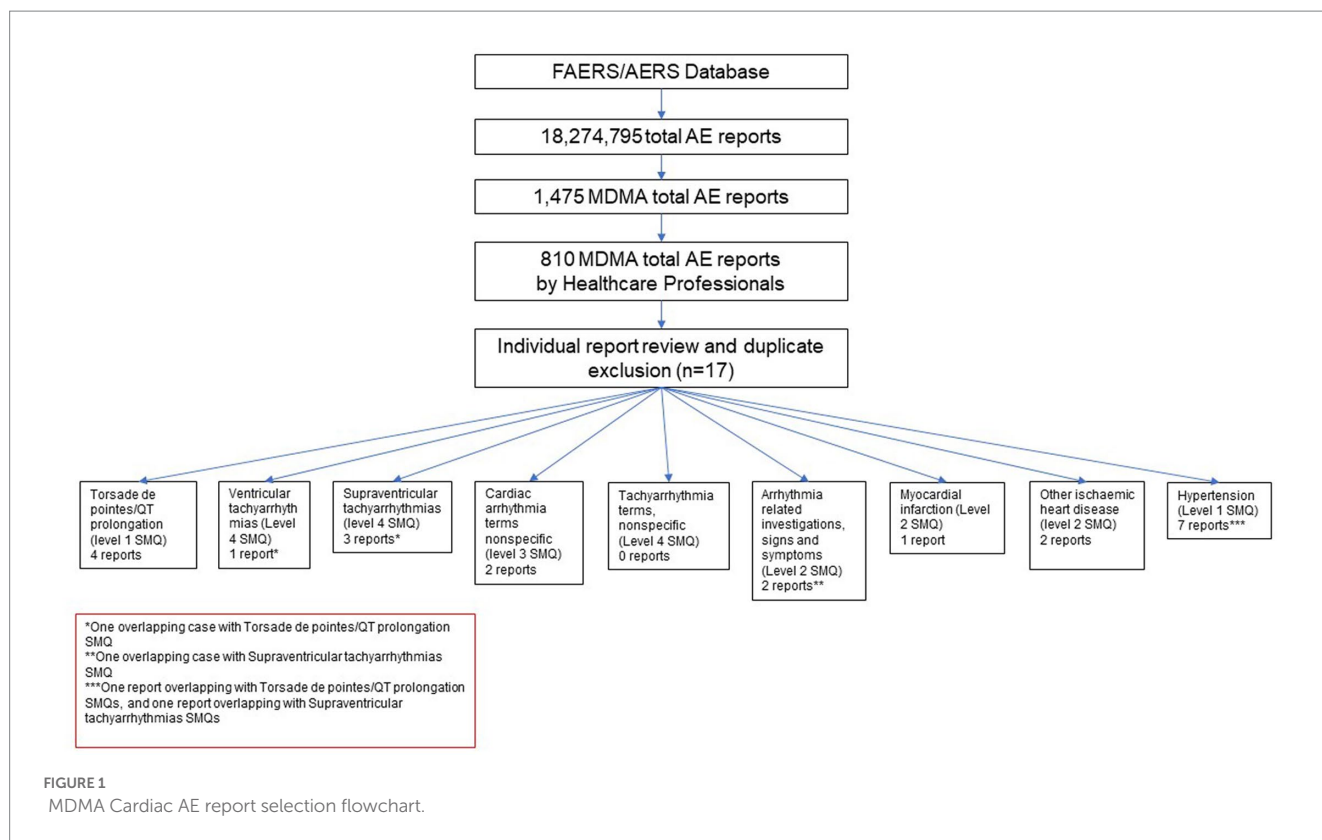 FAERS/AERS Database
18,274,795 total AE reports
1,475 MDMA total AE reports
810 MDMA total AE reports
by Healthcare Professionals
Individual report review and duplicate
exclusion (n=17)
Torsade de
pointes/QT
prolongation
(level 1 SMQ)
4 reports
Ventricular
tachyarrhyth
mias (Level
4 SMQ)
1 report*
Supraventricular
tachyarrhythmias
(level 4 SMQ)
3 reports*
Cardiac
arrhythmia
terms
nonspecific
(level 3 SMQ)
2 reports
Tachyarrhythmia
terms,
nonspecific
(Level 4 SMQ)
0 reports
Arrhythmia
related
investigations,
signs and
symptoms
(Level 2 SMQ)
2 reports**
Myocardial
infarction (Level
2 SMQ)
1 report
Other ischaemic
heart disease
(level 2 SMQ)
2 reports
Hypertension
(Level 1 SMQ)
7 reports***
*One overlapping case with Torsade de pointes/QT prolongation
SMQ
**One overlapping case with Supraventricular tachyarrhythmias
SMQ
***One report overlapping with Torsade de pointes/QT prolongation
SMQs, and one report overlapping with Supraventricular
tachyarrhythmias SMQs
FIGURE 1
MDMA Cardiac AE report selection flowchart.